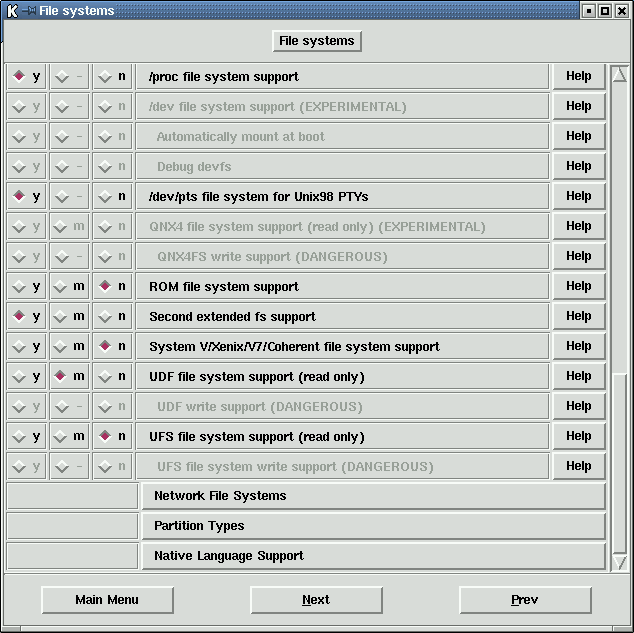 File systems
File systems
y - n /proc file system support Help
y - n /dev file system support (EXPERIMENTAL) Help
y - n Automatically mount at boot Help
y - n Debug devfs Help
y - n /dev/pts file system for Unix98 PTYs Help
y m n QNX4 file system support (read only) (EXPERIMENTAL) Help
y - n QNX4FS write support (DANGEROUS) Help
y m n ROM file system support Help
y m n Second extended fs support Help
y m n System V/Xenix/V7/Coherent file system support Help
y m n UDF file system support (read only) Help
y - n UDF write support (DANGEROUS) Help
y m n UFS file system support (read only) Help
y - n UFS file system write support (DANGEROUS) Help
Network File Systems
Partition Types
Native Language Support
Main Menu Next Prev